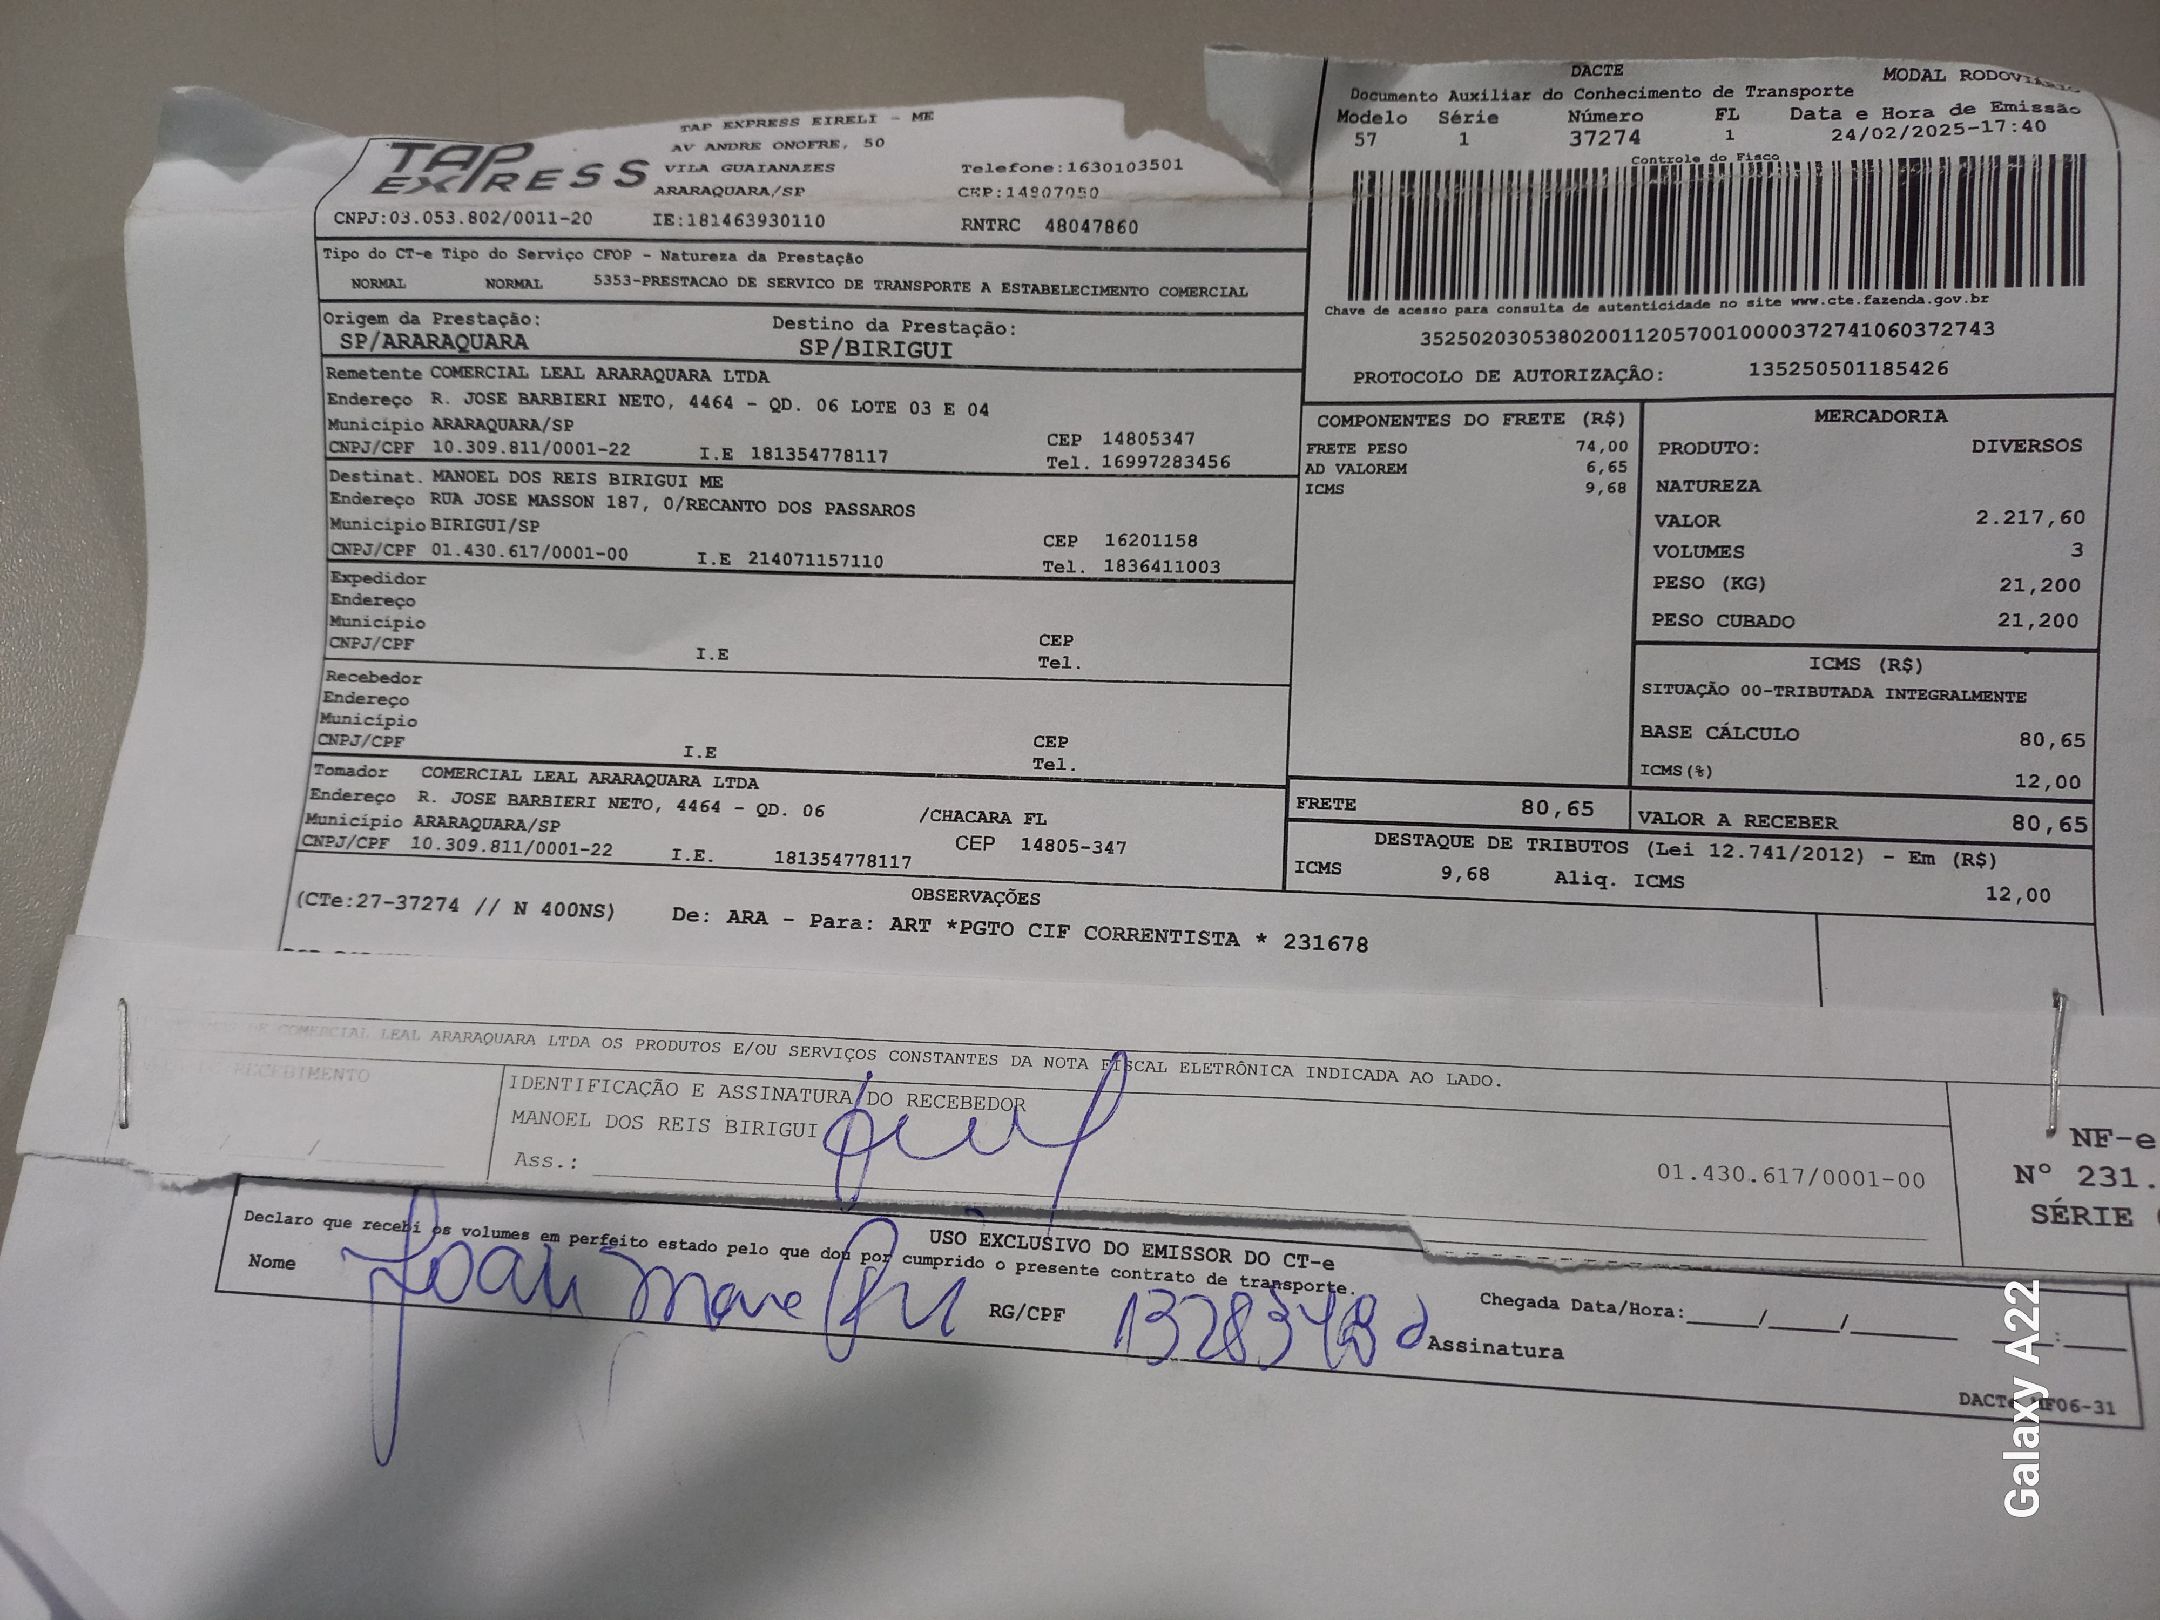 TAP EXPRESS
TAP EXPRESS EIRELI - ME
AV ANDRE ONOFRE, 50
VILA GUAIANAZES Telefone:1630103501
ARARAQUARA/SP CEP:14907050
CNPJ:03.053.802/0011-20 IE:181463930110 RNTRC 48047860
Tipo do CT-e Tipo do Serviço CFOP - Natureza da Prestação
NORMAL NORMAL 5353-PRESTACAO DE SERVICO DE TRANSPORTE A ESTABELECIMENTO COMERCIAL
Origem da Prestação: Destino da Prestação:
SP/ARARAQUARA SP/BIRIGUI
Remetente COMERCIAL LEAL ARARAQUARA LTDA
Endereço R. JOSE BARBIERI NETO, 4464 - QD. 06 LOTE 03 E 04
Município ARARAQUARA/SP CEP 14805347
CNPJ/CPF 10.309.811/0001-22 I.E 181354778117 Tel. 16997283456
Destinat. MANOEL DOS REIS BIRIGUI ME
Endereço RUA JOSE MASSON 187, 0/RECANTO DOS PASSAROS
Município BIRIGUI/SP CEP 16201158
CNPJ/CPF 01.430.617/0001-00 I.E 214071157110 Tel. 1836411003
Expedidor
Endereço
Município CEP
CNPJ/CPF I.E Tel.
Recebedor
Endereço
Município CEP
CNPJ/CPF I.E Tel.
Tomador COMERCIAL LEAL ARARAQUARA LTDA
Endereço R. JOSE BARBIERI NETO, 4464 - QD. 06 /CHACARA FL
Município ARARAQUARA/SP CEP 14805-347
CNPJ/CPF 10.309.811/0001-22 I.E. 181354778117
OBSERVAÇÕES
(CTe:27-37274 // N 400NS) De: ARA - Para: ART *PGTO CIF CORRENTISTA * 231678
DACTE MODAL RODOVIÁRIO
Documento Auxiliar do Conhecimento de Transporte
Modelo Série Número FL Data e Hora de Emissão
57 1 37274 1 24/02/2025-17:40
Controle do Fisco
Chave de acesso para consulta de autenticidade no site www.cte.fazenda.gov.br
35250203053802001120570010000372741060372743
PROTOCOLO DE AUTORIZAÇÃO: 135250501185426
COMPONENTES DO FRETE (R$)
FRETE PESO 74,00
AD VALOREM 6,65
ICMS 9,68
MERCADORIA
PRODUTO: DIVERSOS
NATUREZA
VALOR 2.217,60
VOLUMES 3
PESO (KG) 21,200
PESO CUBADO 21,200
ICMS (R$)
SITUAÇÃO 00-TRIBUTADA INTEGRALMENTE
BASE CÁLCULO 80,65
ICMS(%) 12,00
FRETE 80,65 VALOR A RECEBER 80,65
DESTAQUE DE TRIBUTOS (Lei 12.741/2012) - Em (R$)
ICMS 9,68 Aliq. ICMS 12,00
DE COMERCIAL LEAL ARARAQUARA LTDA OS PRODUTOS E/OU SERVIÇOS CONSTANTES DA NOTA FISCAL ELETRÔNICA INDICADA AO LADO.
RECEBIMENTO
IDENTIFICAÇÃO E ASSINATURA DO RECEBEDOR
MANOEL DOS REIS BIRIGUI
Ass.: 01.430.617/0001-00
NF-e
Nº 231.
SÉRIE
USO EXCLUSIVO DO EMISSOR DO CT-e
Declaro que recebi os volumes em perfeito estado pelo que dou por cumprido o presente contrato de transporte.
Nome RG/CPF Assinatura
Chegada Data/Hora:
DACTe MF06-31
Galaxy A22